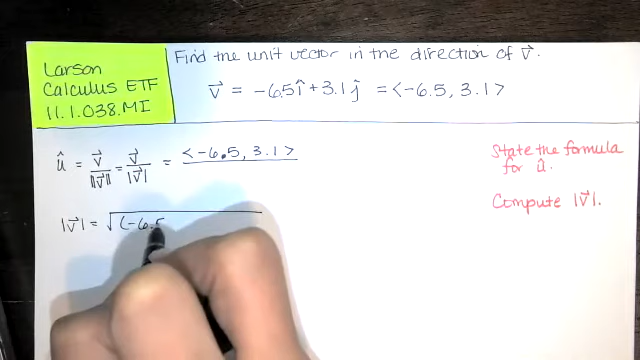 Larson
Calculus ETF
11.1.038.MI
Find the unit vector in the direction of v⃗.
v⃗ = -6.5î + 3.1ĵ = <-6.5, 3.1>
û = v⃗/||v⃗|| = v⃗/|v⃗| = <-6.5, 3.1>
State the formula
for û.
Compute |v⃗|.
|v⃗| = √(-6.5